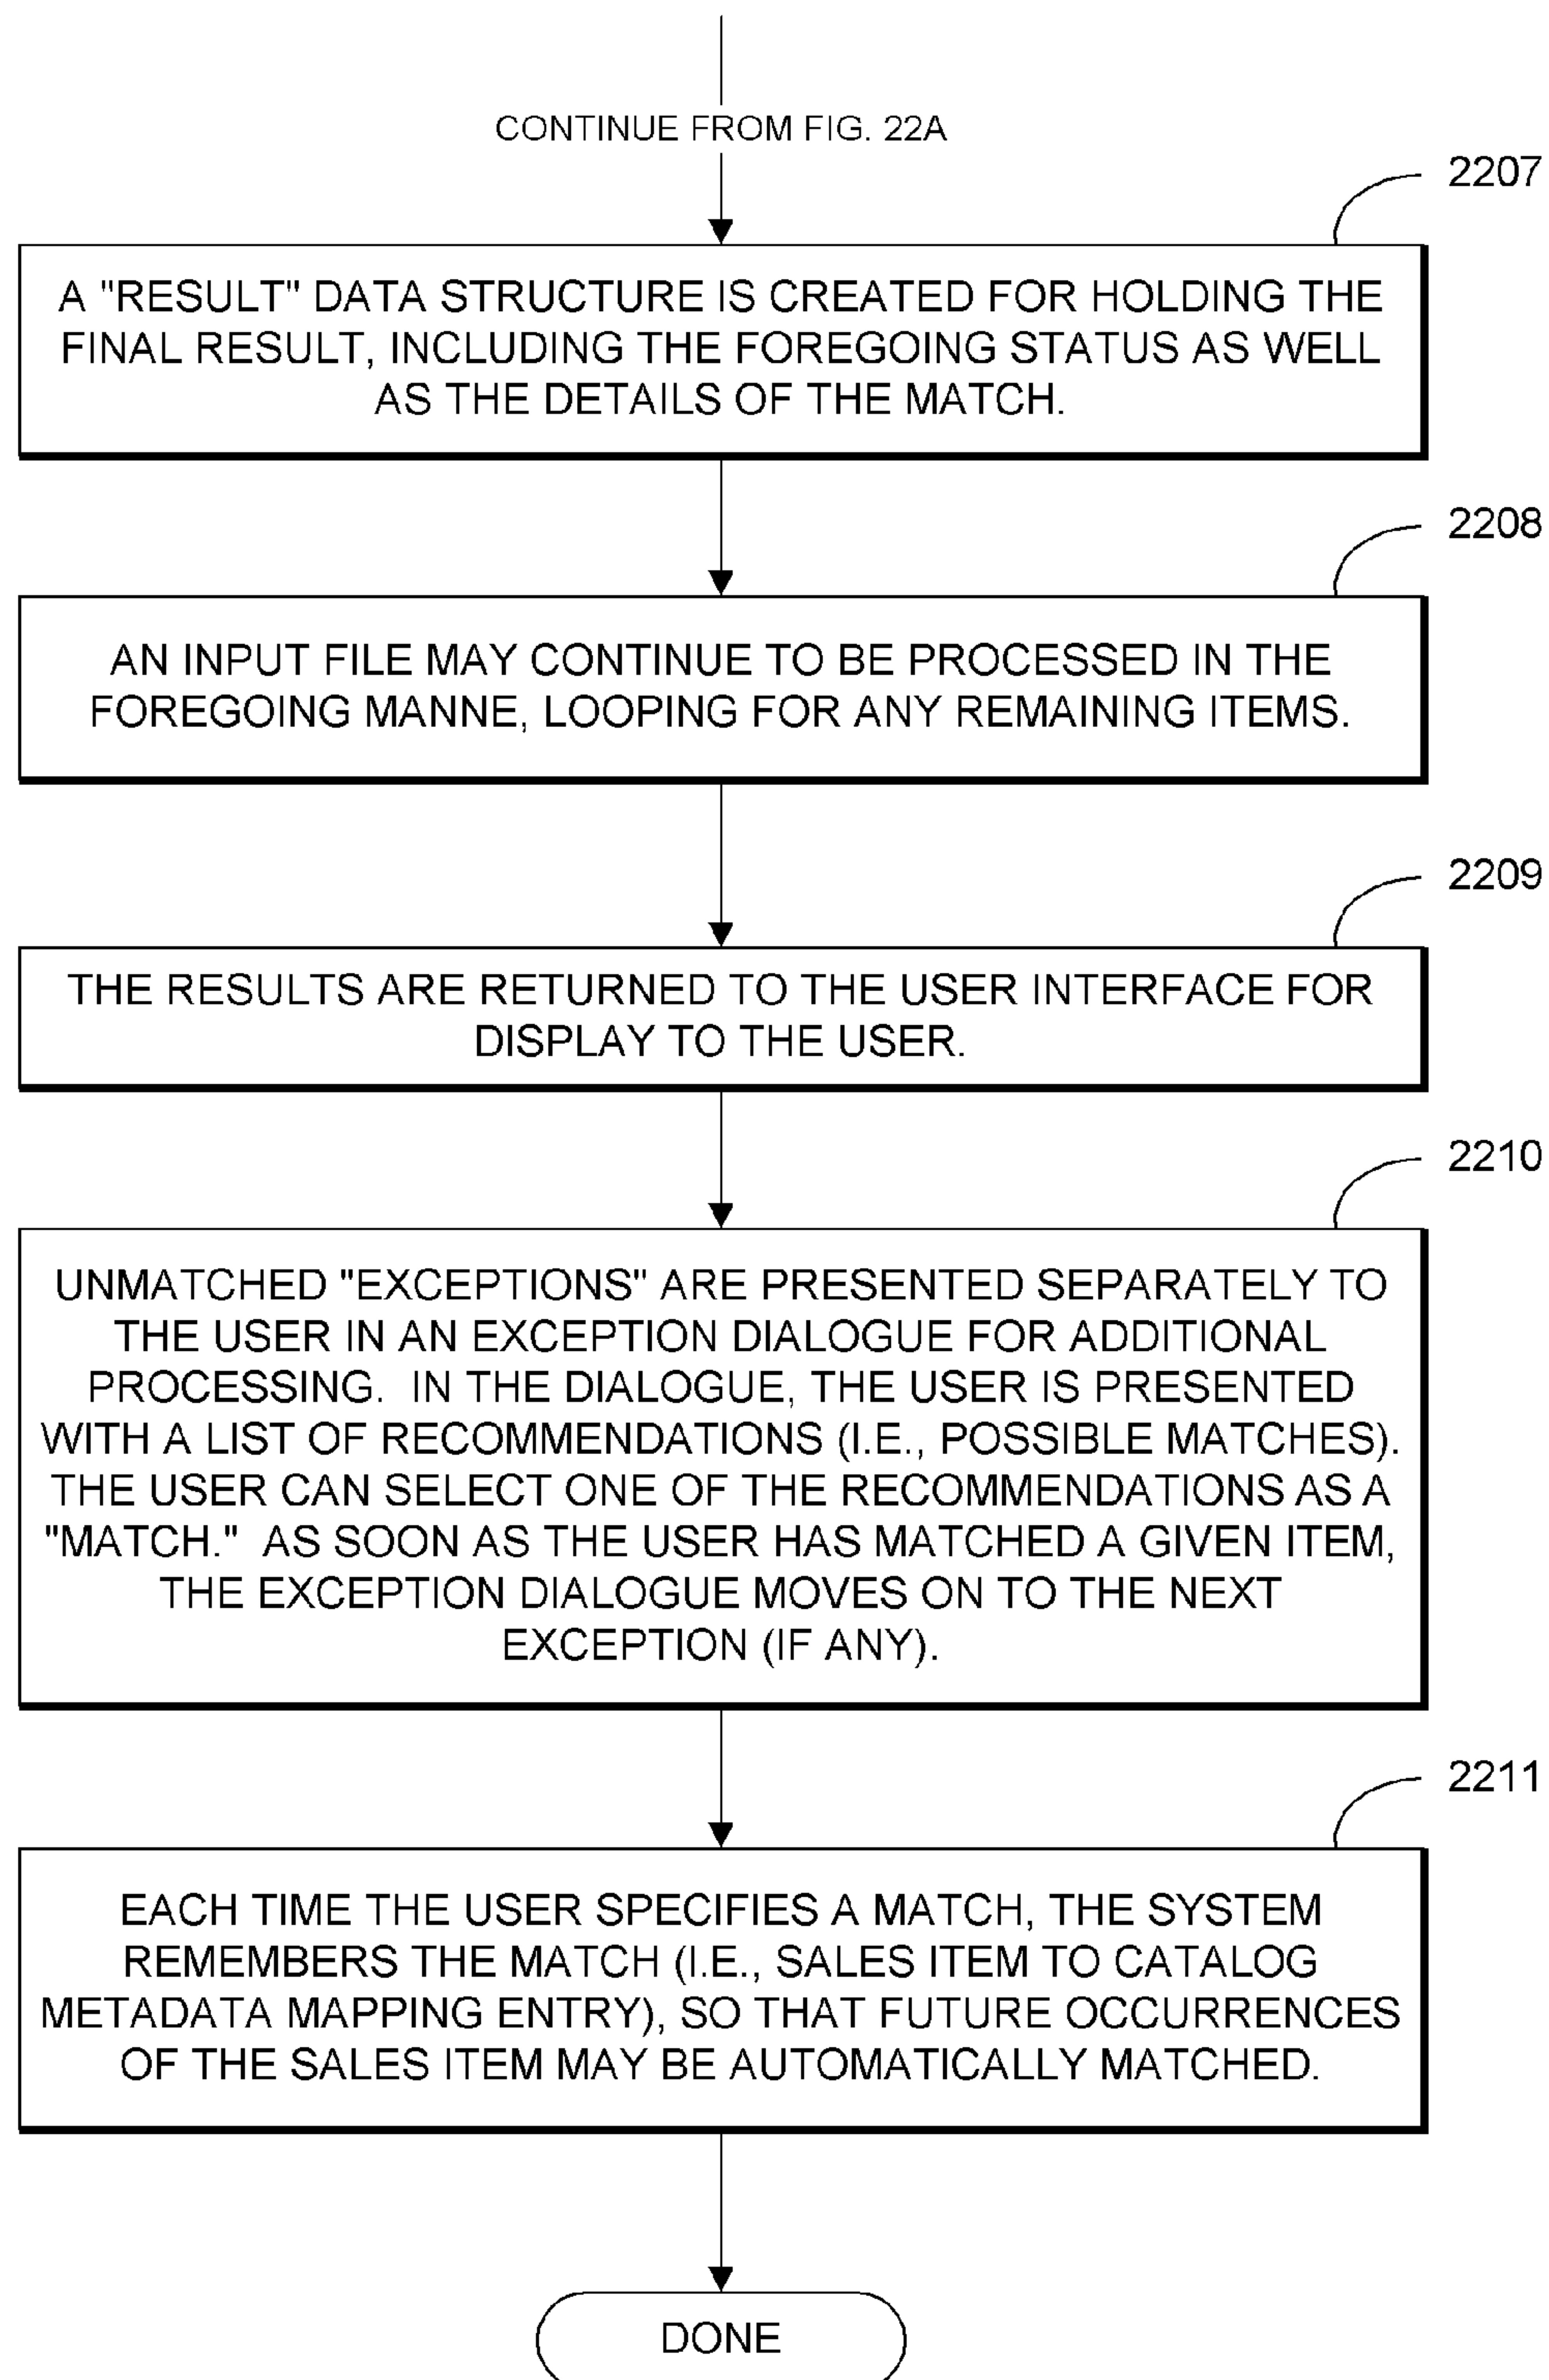 CONTINUE FROM FIG. 22A
2207
A "RESULT" DATA STRUCTURE IS CREATED FOR HOLDING THE
FINAL RESULT, INCLUDING THE FOREGOING STATUS AS WELL
AS THE DETAILS OF THE MATCH.
2208
AN INPUT FILE MAY CONTINUE TO BE PROCESSED IN THE
FOREGOING MANNE, LOOPING FOR ANY REMAINING ITEMS.
2209
THE RESULTS ARE RETURNED TO THE USER INTERFACE FOR
DISPLAY TO THE USER.
2210
UNMATCHED "EXCEPTIONS" ARE PRESENTED SEPARATELY TO
THE USER IN AN EXCEPTION DIALOGUE FOR ADDITIONAL
PROCESSING. IN THE DIALOGUE, THE USER IS PRESENTED
WITH A LIST OF RECOMMENDATIONS (I.E., POSSIBLE MATCHES).
THE USER CAN SELECT ONE OF THE RECOMMENDATIONS AS A
"MATCH." AS SOON AS THE USER HAS MATCHED A GIVEN ITEM,
THE EXCEPTION DIALOGUE MOVES ON TO THE NEXT
EXCEPTION (IF ANY).
2211
EACH TIME THE USER SPECIFIES A MATCH, THE SYSTEM
REMEMBERS THE MATCH (I.E., SALES ITEM TO CATALOG
METADATA MAPPING ENTRY), SO THAT FUTURE OCCURRENCES
OF THE SALES ITEM MAY BE AUTOMATICALLY MATCHED.
DONE